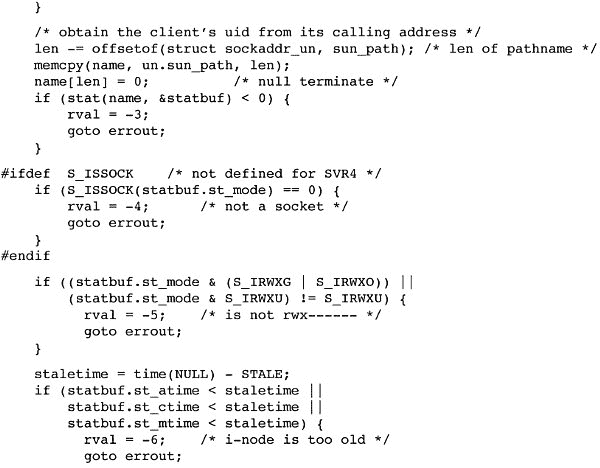 }

    /* obtain the client's uid from its calling address */
    len -= offsetof(struct sockaddr_un, sun_path); /* len of pathname */
    memcpy(name, un.sun_path, len);
    name[len] = 0;          /* null terminate */
    if (stat(name, &statbuf) < 0) {
        rval = -3;
        goto errout;
    }

#ifdef  S_ISSOCK    /* not defined for SVR4 */
    if (S_ISSOCK(statbuf.st_mode) == 0) {
        rval = -4;      /* not a socket */
        goto errout;
    }
#endif

    if ((statbuf.st_mode & (S_IRWXG | S_IRWXO)) ||
        (statbuf.st_mode & S_IRWXU) != S_IRWXU) {
          rval = -5;    /* is not rwx------ */
          goto errout;
    }

    staletime = time(NULL) - STALE;
    if (statbuf.st_atime < staletime ||
        statbuf.st_ctime < staletime ||
        statbuf.st_mtime < staletime) {
          rval = -6;    /* i-node is too old */
          goto errout;